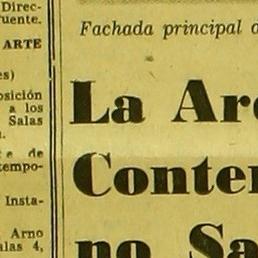 Direc-
uente.
ARTE
es)
osición
a los
Salas
e de
tempo-
Insta-
Arno
alas 4,
Fachada principal
La Ar
Conte
no Sa